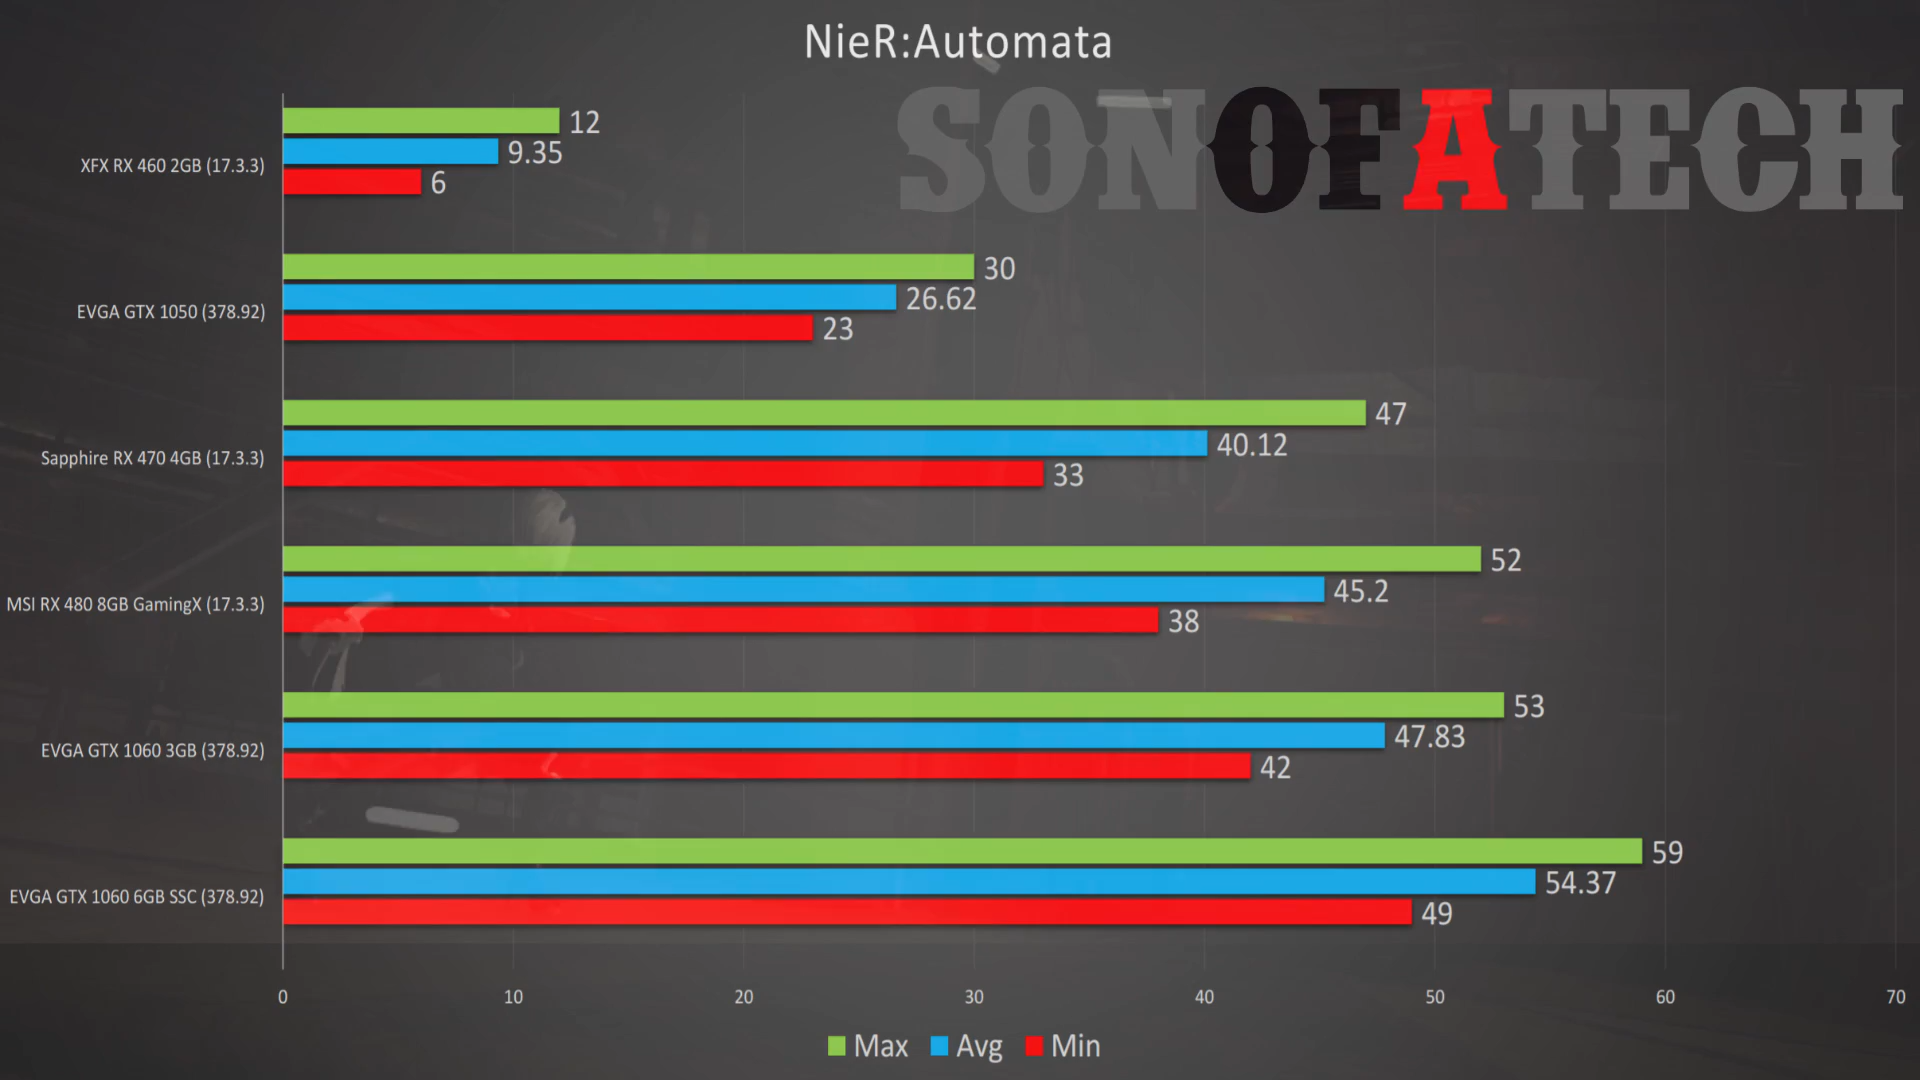 NieR:Automata
SONOFATECH
XFX RX 460 2GB (17.3.3)
12
9.35
6
EVGA GTX 1050 (378.92)
30
26.62
23
Sapphire RX 470 4GB (17.3.3)
47
40.12
33
MSI RX 480 8GB GamingX (17.3.3)
52
45.2
38
EVGA GTX 1060 3GB (378.92)
53
47.83
42
EVGA GTX 1060 6GB SSC (378.92)
59
54.37
49
0 10 20 30 40 50 60 70
Max Avg Min